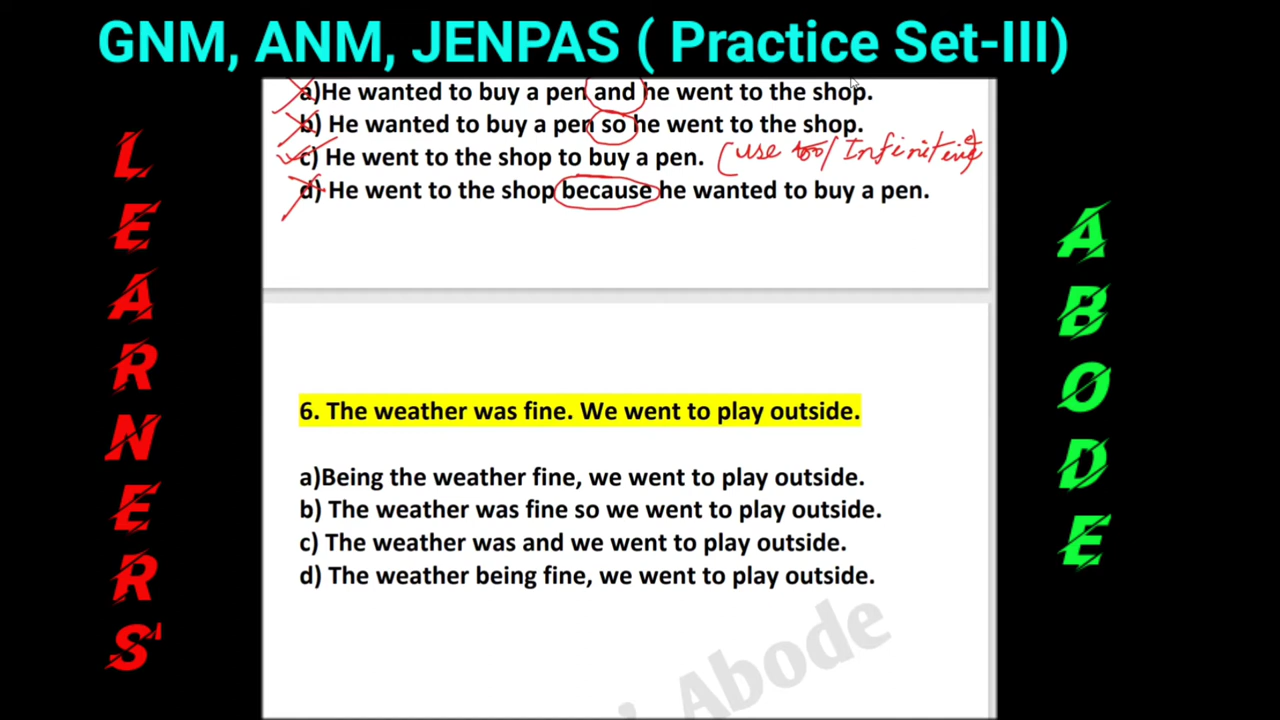 GNM, ANM, JENPAS ( Practice Set-III)
LEARNERS'
a)He wanted to buy a pen and he went to the shop.
b) He wanted to buy a pen so he went to the shop.
c) He went to the shop to buy a pen. (use too/ Infinitive)
d) He went to the shop because he wanted to buy a pen.
6. The weather was fine. We went to play outside.
a)Being the weather fine, we went to play outside.
b) The weather was fine so we went to play outside.
c) The weather was and we went to play outside.
d) The weather being fine, we went to play outside.
Abode
ABODE